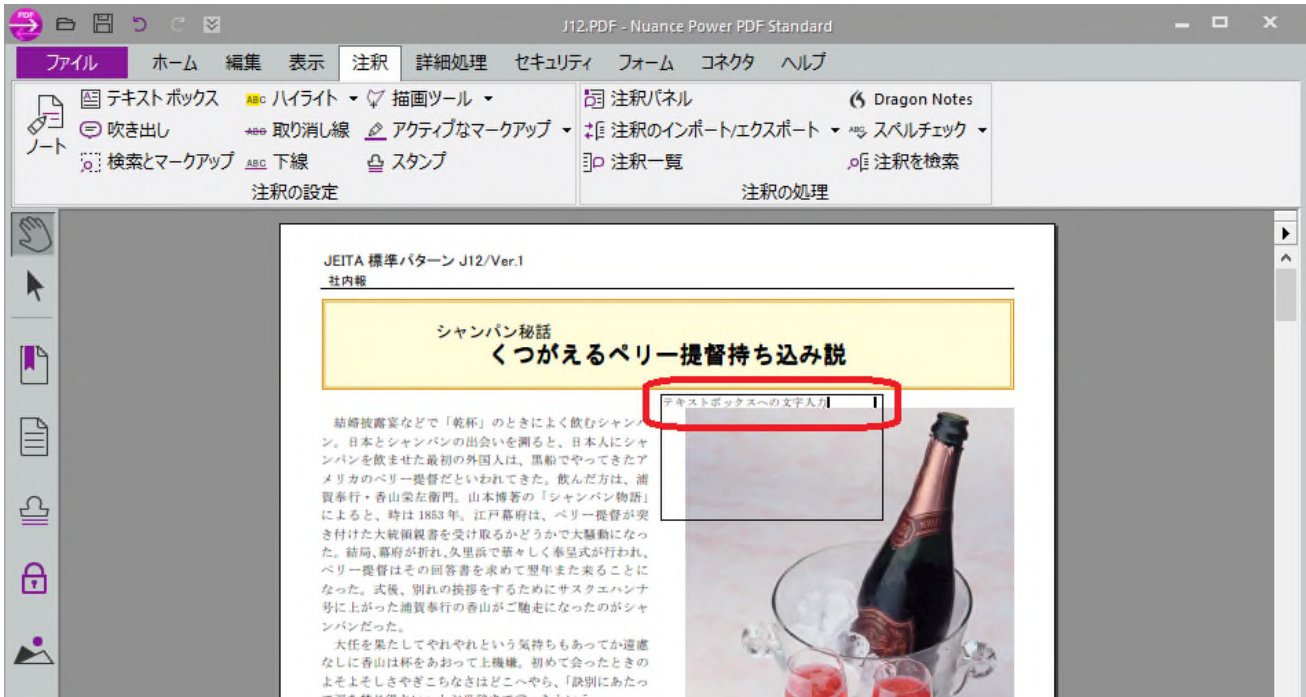 J12.PDF - Nuance Power PDF Standard
ファイル ホーム 編集 表示 注釈 詳細処理 セキュリティ フォーム コネクタ ヘルプ
ノート
テキスト ボックス
吹き出し
検索とマークアップ
ABC ハイライト
ABC 取り消し線
ABC 下線
描画ツール
アクティブなマークアップ
スタンプ
注釈の設定
注釈パネル
注釈のインポート/エクスポート
注釈一覧
Dragon Notes
スペルチェック
注釈を検索
注釈の処理
JEITA 標準パターン J12/Ver.1
社内報
シャンパン秘話
くつがえるペリー提督持ち込み説
テキストボックスへの文字入力
結婚披露宴などで「乾杯」のときによく飲むシャンパ
ン。日本とシャンパンの出会いを溯ると、日本人にシャ
ンパンを飲ませた最初の外国人は、黒船でやってきたア
メリカのペリー提督だといわれてきた。飲んだ方は、浦
賀奉行・香山栄左衛門。山本博著の「シャンパン物語」
によると、時は 1853 年。江戸幕府は、ペリー提督が突
き付けた大統領親書を受け取るかどうかで大騒動になっ
た。結局、幕府が折れ、久里浜で華々しく奉呈式が行われ、
ペリー提督はその回答書を求めて翌年また来ることに
なった。式後、別れの挨拶をするためにサスクエハンナ
号に上がった浦賀奉行の香山がご馳走になったのがシャ
ンパンだった。
大任を果たしてやれやれという気持ちもあってか遠慮
なしに香山は杯をあおって上機嫌。初めて会ったときの
よそよそしさやぎこちなさはどこへやら、「訣別にあたっ